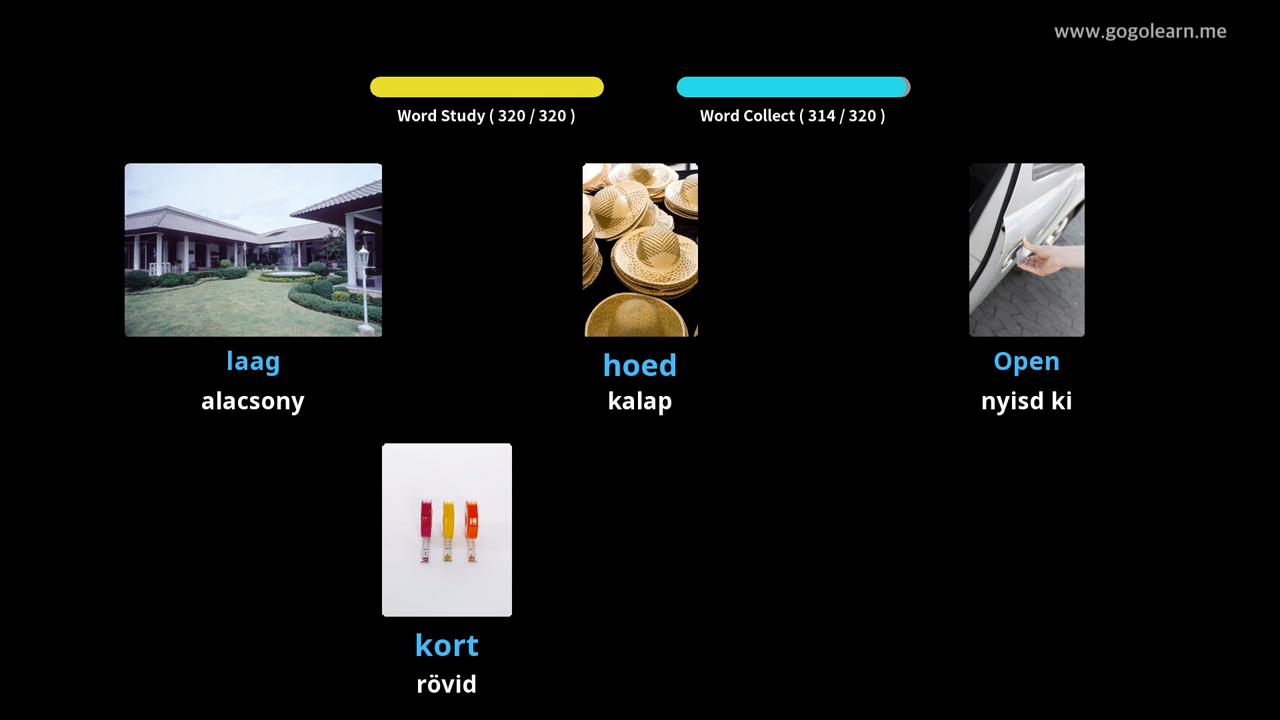 www.gogolearn.me
Word Study ( 320 / 320 )
Word Collect ( 314 / 320 )
laag
alacsony
hoed
kalap
Open
nyisd ki
kort
rövid